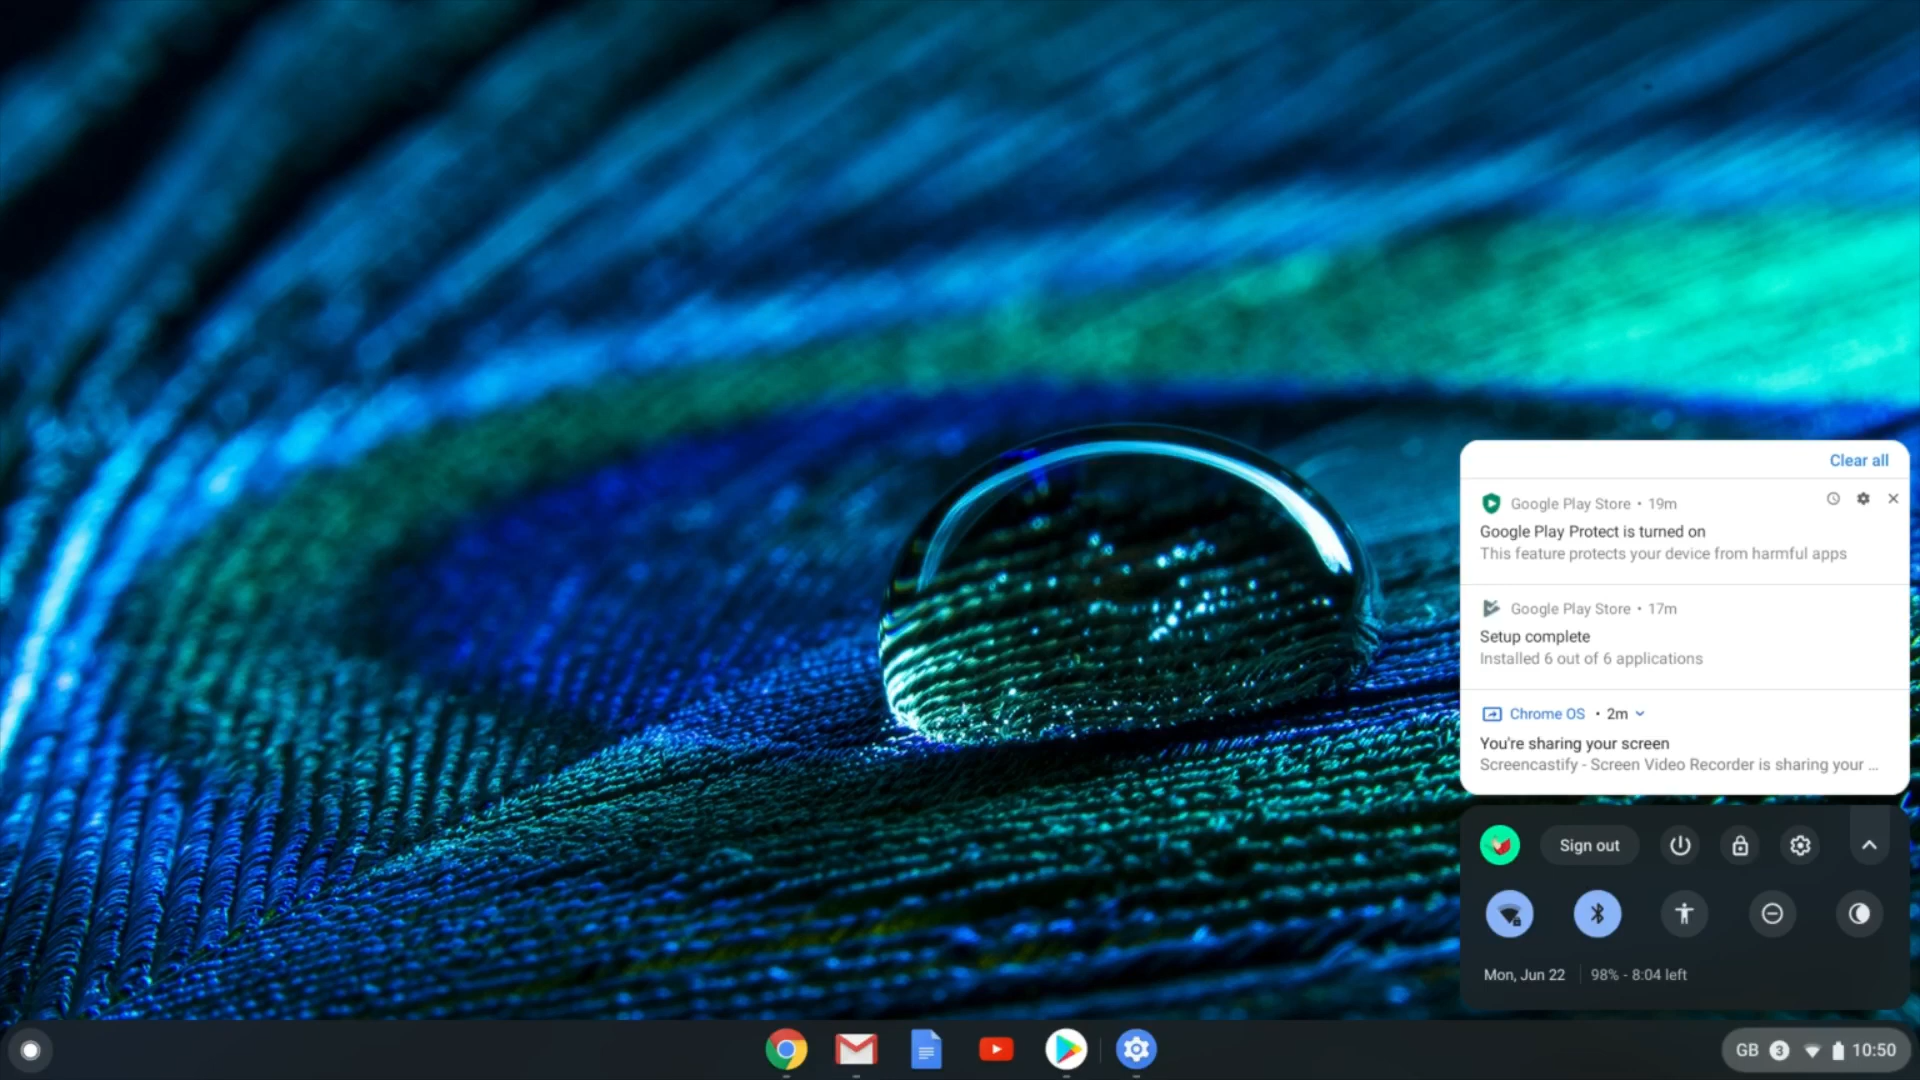 Clear all
Google Play Store • 19m
Google Play Protect is turned on
This feature protects your device from harmful apps
Google Play Store • 17m
Setup complete
Installed 6 out of 6 applications
Chrome OS • 2m
You're sharing your screen
Screencastify - Screen Video Recorder is sharing your ...
Sign out
Mon, Jun 22
98% - 8:04 left
GB 3 10:50